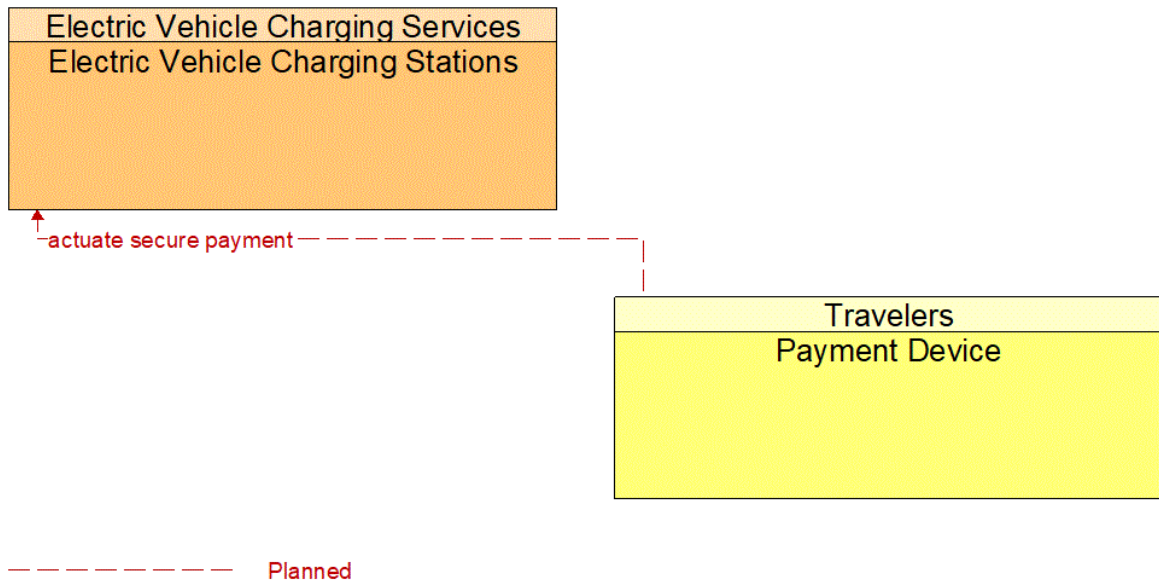 Electric Vehicle Charging Services
Electric Vehicle Charging Stations
actuate secure payment
Travelers
Payment Device
Planned